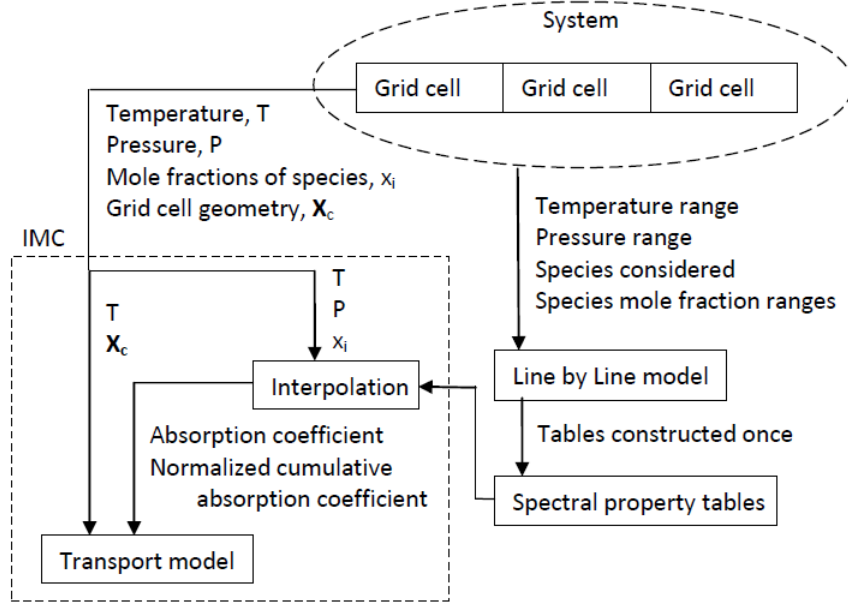 System
Grid cell Grid cell Grid cell
Temperature, T
Pressure, P
Mole fractions of species, xi
Grid cell geometry, Xc
Temperature range
Pressure range
Species considered
Species mole fraction ranges
IMC
T
Xc
T
P
xi
Interpolation
Line by Line model
Absorption coefficient
Normalized cumulative
absorption coefficient
Tables constructed once
Spectral property tables
Transport model